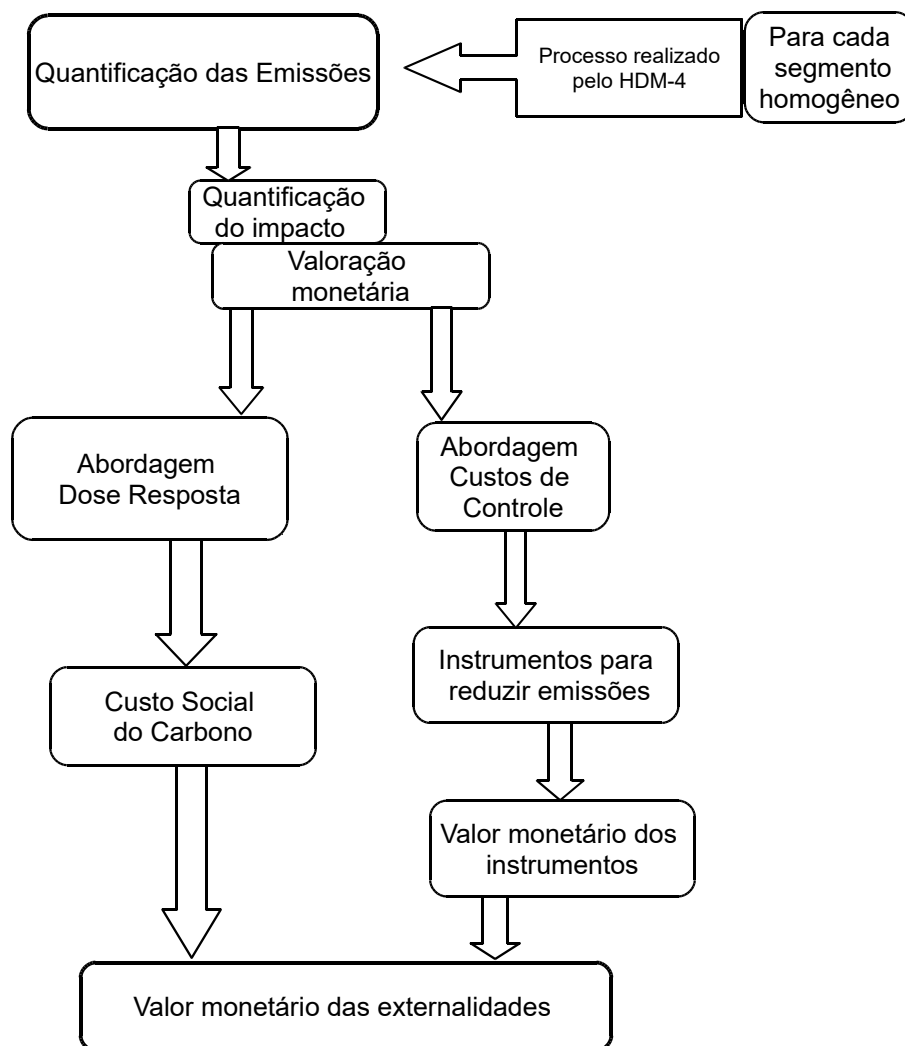 Quantificação das Emissões
Processo realizado
pelo HDM-4
Para cada
segmento
homogêneo
Quantificação
do impacto
Valoração
monetária
Abordagem
Dose Resposta
Abordagem
Custos de
Controle
Custo Social
do Carbono
Instrumentos para
reduzir emissões
Valor monetário dos
instrumentos
Valor monetário das externalidades